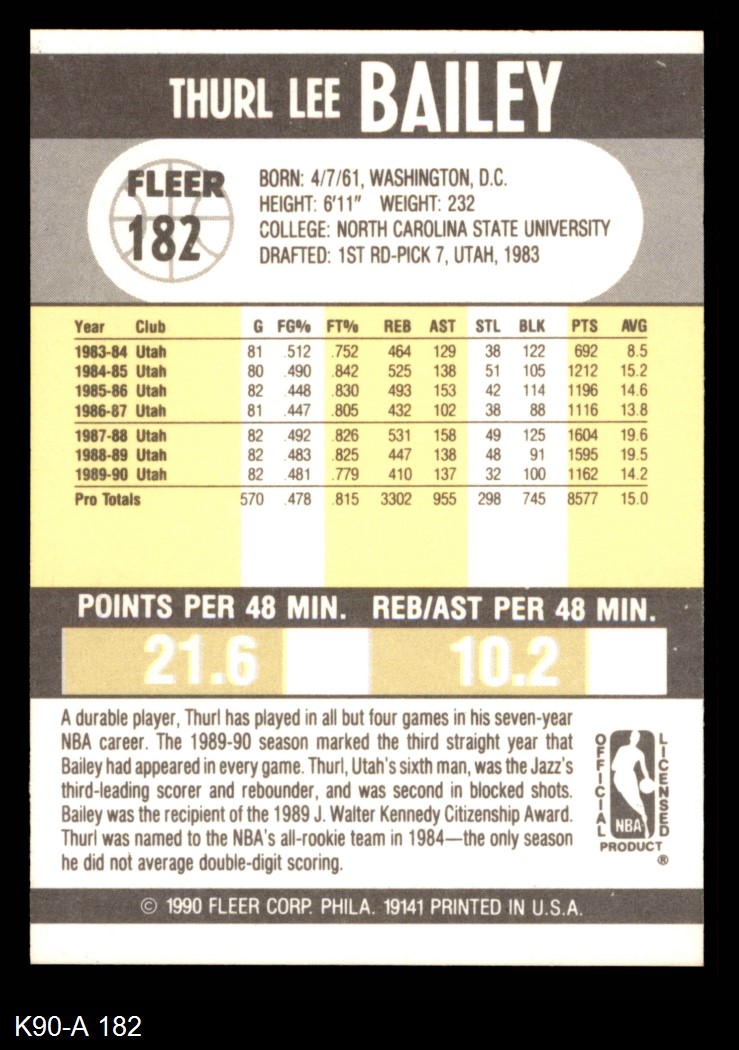 THURL LEE BAILEY
FLEER
182
BORN: 4/7/61, WASHINGTON, D.C.
HEIGHT: 6'11" WEIGHT: 232
COLLEGE: NORTH CAROLINA STATE UNIVERSITY
DRAFTED: 1ST RD-PICK 7, UTAH, 1983
Year Club G FG% FT% REB AST STL BLK PTS AVG
1983-84 Utah 81 .512 .752 464 129 38 122 692 8.5
1984-85 Utah 80 .490 .842 525 138 51 105 1212 15.2
1985-86 Utah 82 .448 .830 493 153 42 114 1196 14.6
1986-87 Utah 81 .447 .805 432 102 38 88 1116 13.8
1987-88 Utah 82 .492 .826 531 158 49 125 1604 19.6
1988-89 Utah 82 .483 .825 447 138 48 91 1595 19.5
1989-90 Utah 82 .481 .779 410 137 32 100 1162 14.2
Pro Totals 570 .478 .815 3302 955 298 745 8577 15.0
POINTS PER 48 MIN. REB/AST PER 48 MIN.
21.6 10.2
A durable player, Thurl has played in all but four games in his seven-year
NBA career. The 1989-90 season marked the third straight year that
Bailey had appeared in every game. Thurl, Utah's sixth man, was the Jazz's
third-leading scorer and rebounder, and was second in blocked shots.
Bailey was the recipient of the 1989 J. Walter Kennedy Citizenship Award.
Thurl was named to the NBA's all-rookie team in 1984—the only season
he did not average double-digit scoring.
OFFICIAL
NBA
LICENSED
PRODUCT
®
© 1990 FLEER CORP. PHILA. 19141 PRINTED IN U.S.A.
K90-A 182